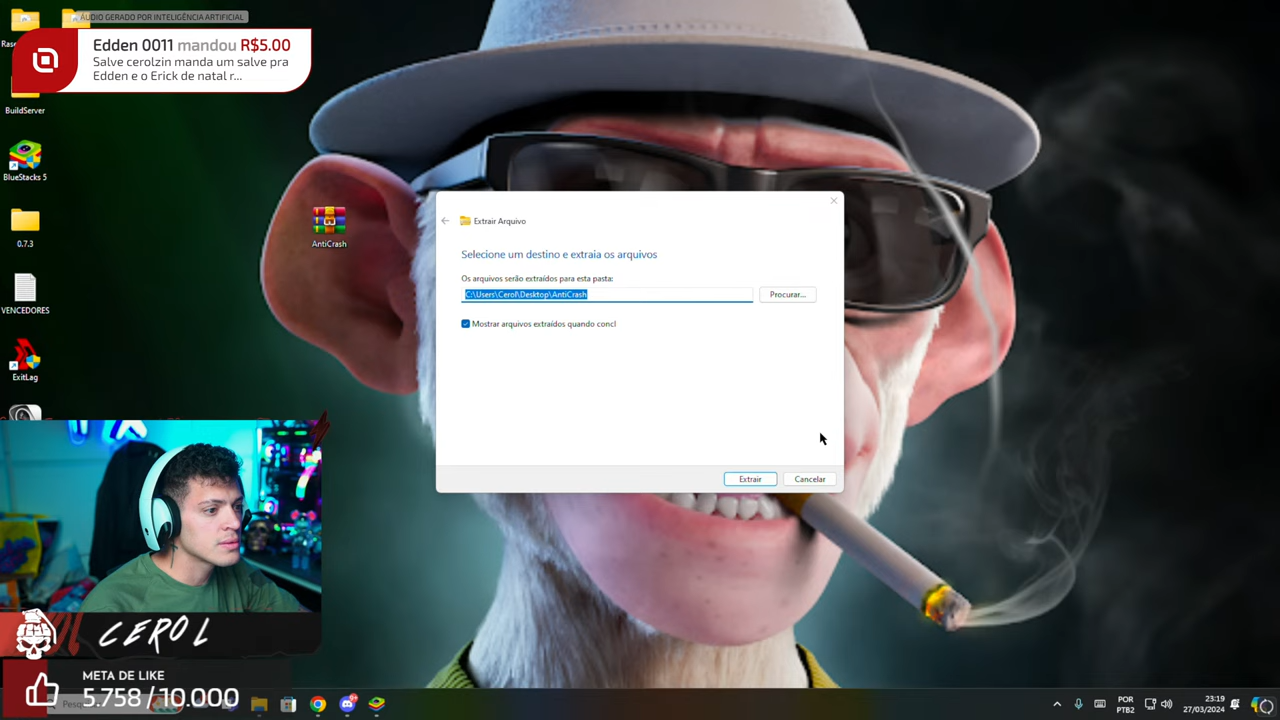 ÁUDIO GERADO POR INTELIGÊNCIA ARTIFICIAL
Edden 0011 mandou R$5.00
Salve cerolzin manda um salve pra
Edden e o Erick de natal r...
BuildServer
BlueStacks 5
0.7.3
VENCEDORES
ExitLag
AntiCrash
Extrair Arquivo
Selecione um destino e extraia os arquivos
Os arquivos serão extraídos para esta pasta:
C:\Users\Cerol\Desktop\AntiCrash
Procurar...
Mostrar arquivos extraídos quando concl
Extrair
Cancelar
CEROL
META DE LIKE
5.758 / 10.000
POR
PTB2
23:19
27/03/2024